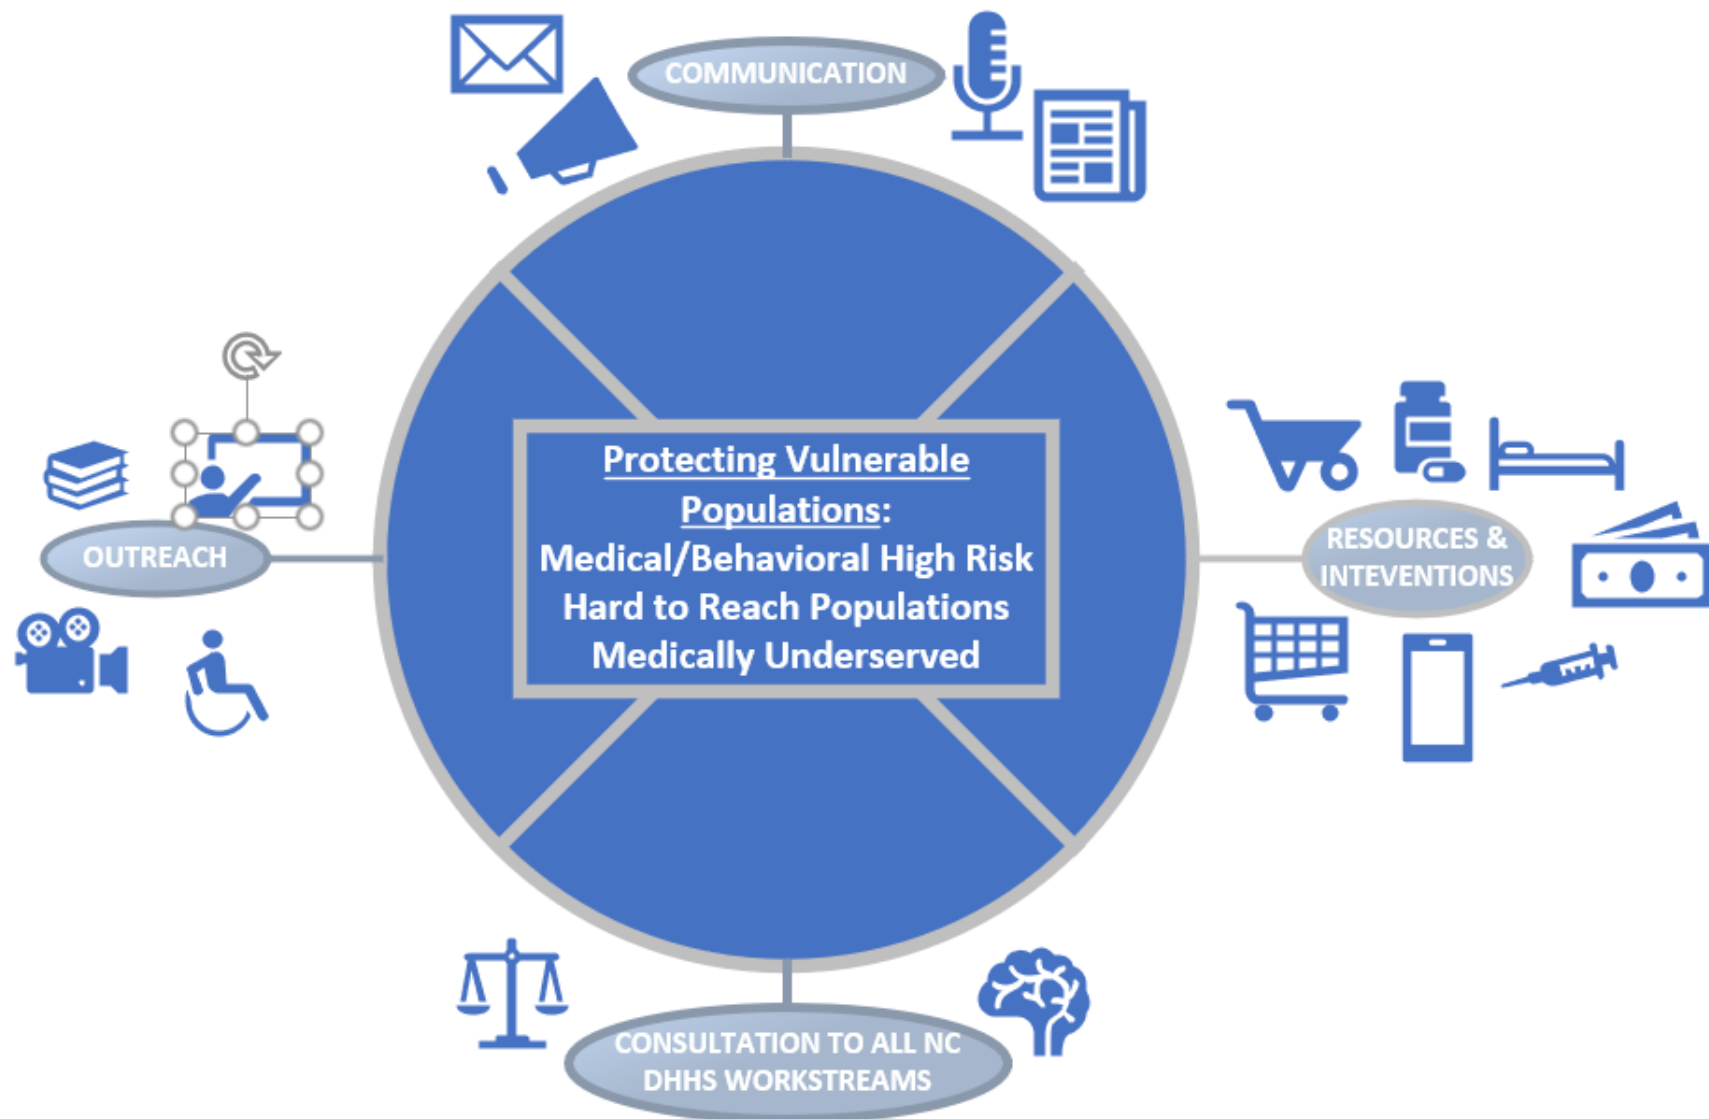 COMMUNICATION
Protecting Vulnerable
Populations:
Medical/Behavioral High Risk
Hard to Reach Populations
Medically Underserved
OUTREACH
RESOURCES &
INTEVENTIONS
CONSULTATION TO ALL NC
DHHS WORKSTREAMS